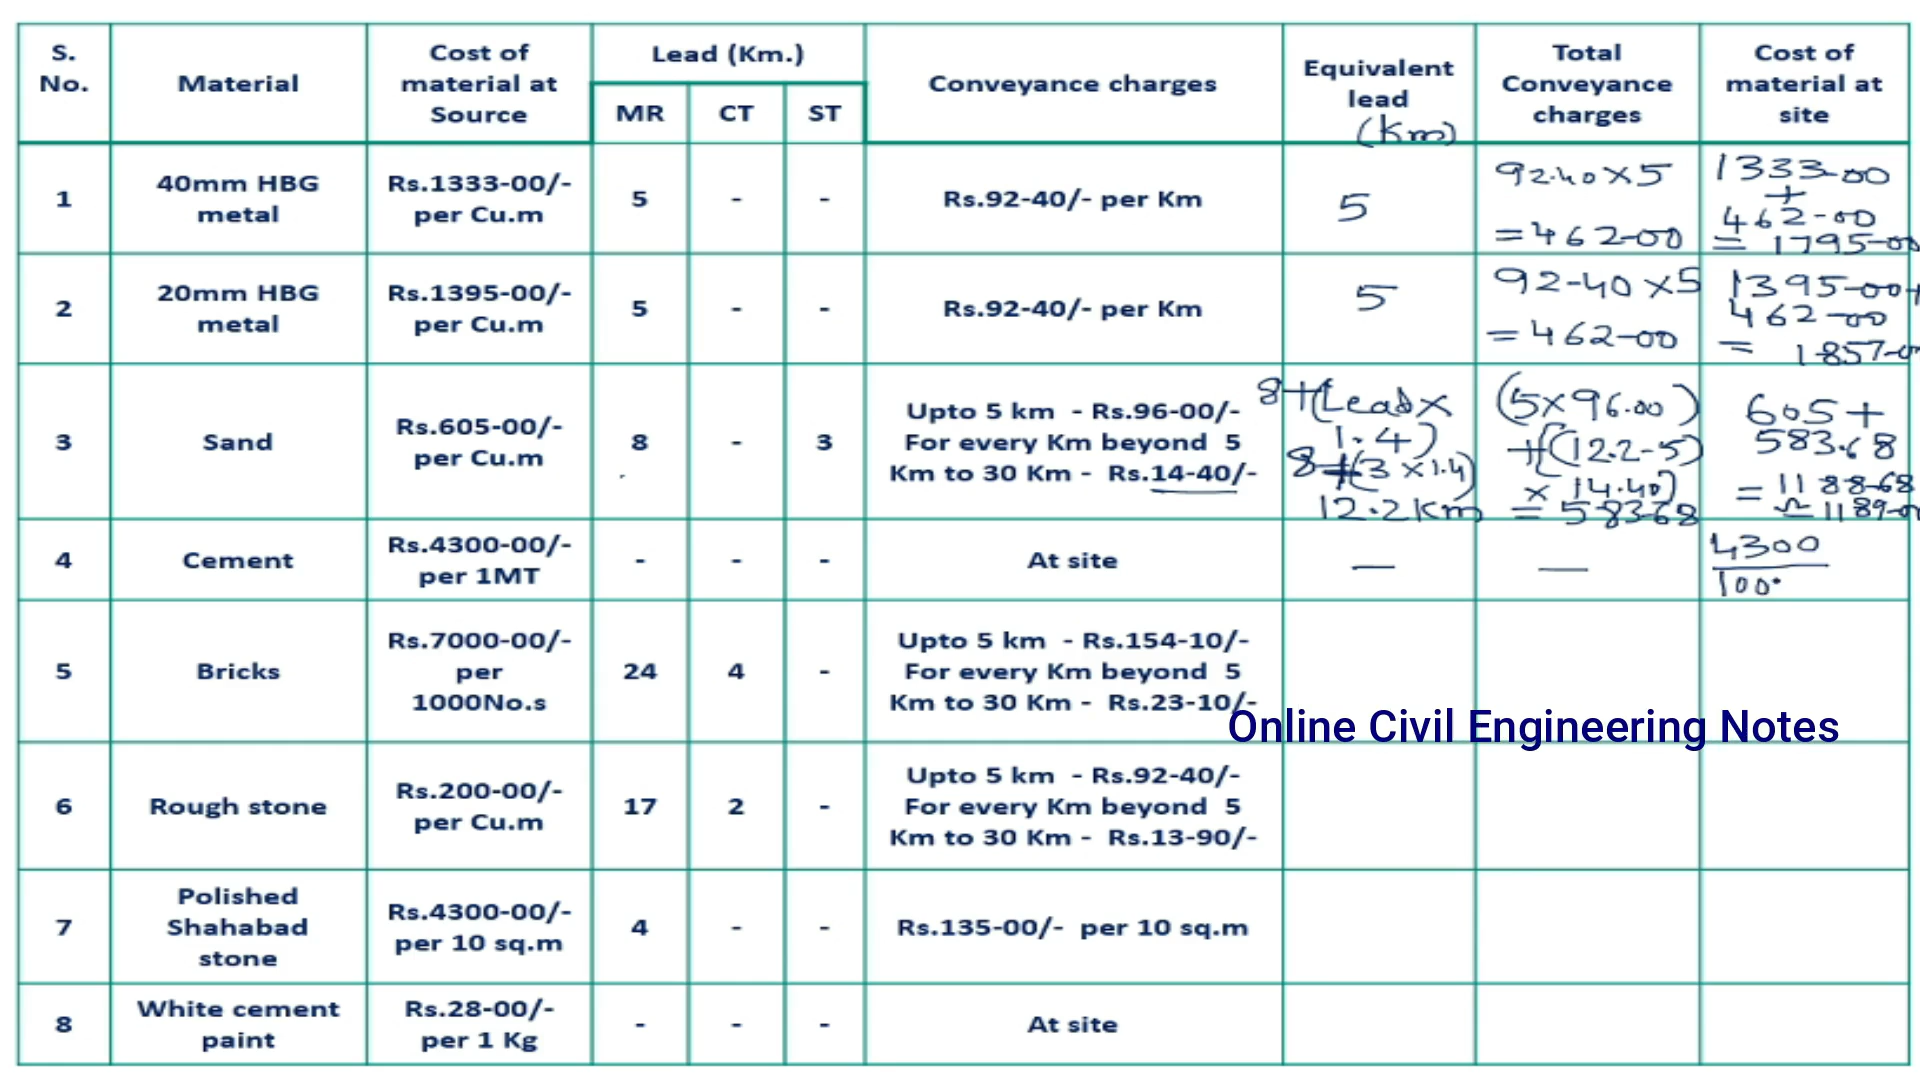 S.
No.
Material
Cost of
material at
Source
Lead (Km.)
MR
CT
ST
Conveyance charges
Equivalent
lead
(Km)
Total
Conveyance
charges
Cost of
material at
site
1
40mm HBG
metal
Rs.1333-00/-
per Cu.m
5
-
-
Rs.92-40/- per Km
5
92.40×5
=462-00
1333-00
+
462-00
= 1795-00
2
20mm HBG
metal
Rs.1395-00/-
per Cu.m
5
-
-
Rs.92-40/- per Km
5
92-40×5
=462-00
1395-00+
462-00
= 1857-0
3
Sand
Rs.605-00/-
per Cu.m
8
-
3
Upto 5 km - Rs.96-00/-
For every Km beyond 5
Km to 30 Km - Rs.14-40/-
8+(Lead×
1.4)
8+(3×1.4)
12.2Km
(5×96.00)
+((12.2-5)
× 14.40)
= 583-68
605+
583.68
= 1188-68
≃ 1189-00
4
Cement
Rs.4300-00/-
per 1MT
-
-
-
At site
—
—
4300
100
5
Bricks
Rs.7000-00/-
per
1000No.s
24
4
-
Upto 5 km - Rs.154-10/-
For every Km beyond 5
Km to 30 Km - Rs.23-10/-
Online Civil Engineering Notes
6
Rough stone
Rs.200-00/-
per Cu.m
17
2
-
Upto 5 km - Rs.92-40/-
For every Km beyond 5
Km to 30 Km - Rs.13-90/-
7
Polished
Shahabad
stone
Rs.4300-00/-
per 10 sq.m
4
-
-
Rs.135-00/- per 10 sq.m
8
White cement
paint
Rs.28-00/-
per 1 Kg
-
-
-
At site